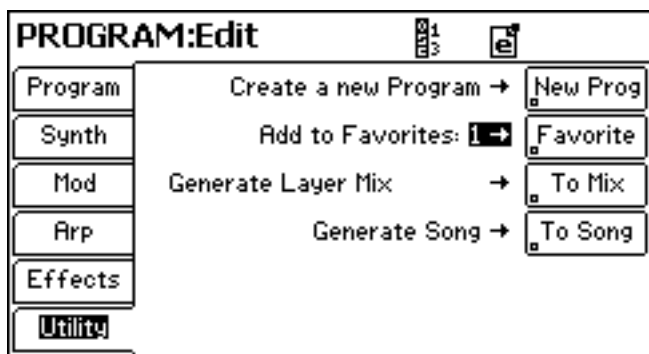 PROGRAM:Edit
Program
Create a new Program → New Prog
Synth
Add to Favorites: 1 → Favorite
Mod
Generate Layer Mix → To Mix
Arp
Generate Song → To Song
Effects
Utility